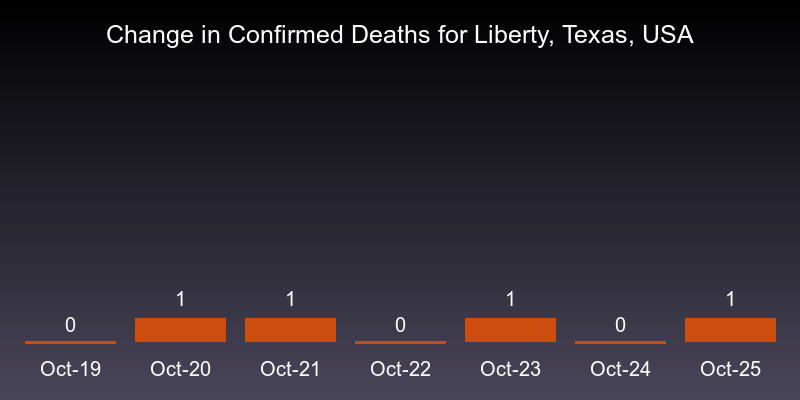 Change in Confirmed Deaths for Liberty, Texas, USA
1 1 1 1
0 0 0
Oct-19 Oct-20 Oct-21 Oct-22 Oct-23 Oct-24 Oct-25